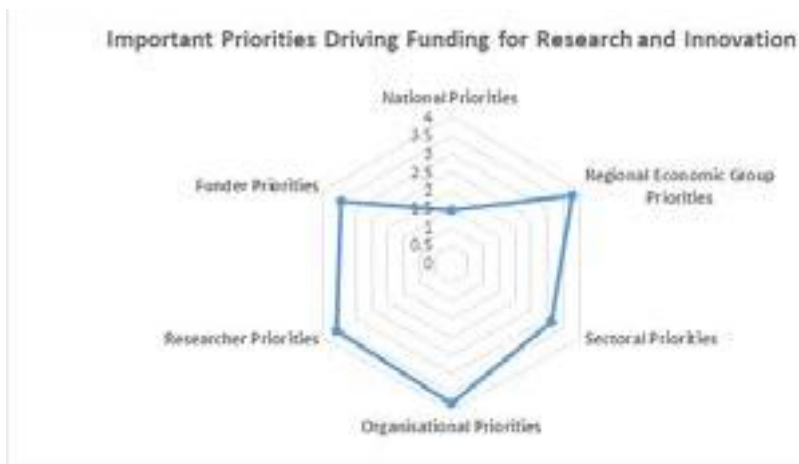 Important Priorities Driving Funding for Research and Innovation
National Priorities
4
3.5
3
2.5
2
1.5
1
0.5
0
Regional Economic Group
Priorities
Sectoral Priorities
Organisational Priorities
Researcher Priorities
Funder Priorities